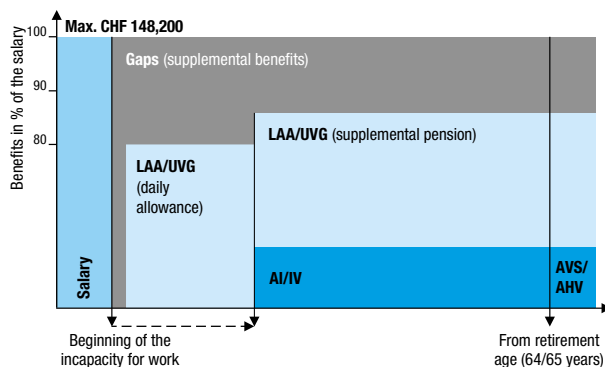 Max. CHF 148,200
Benefits in % of the salary
100
90
80
Gaps (supplemental benefits)
LAA/UVG
(daily
allowance)
LAA/UVG (supplemental pension)
Salary
AI/IV
AVS/
AHV
Beginning of the
incapacity for work
From retirement
age (64/65 years)